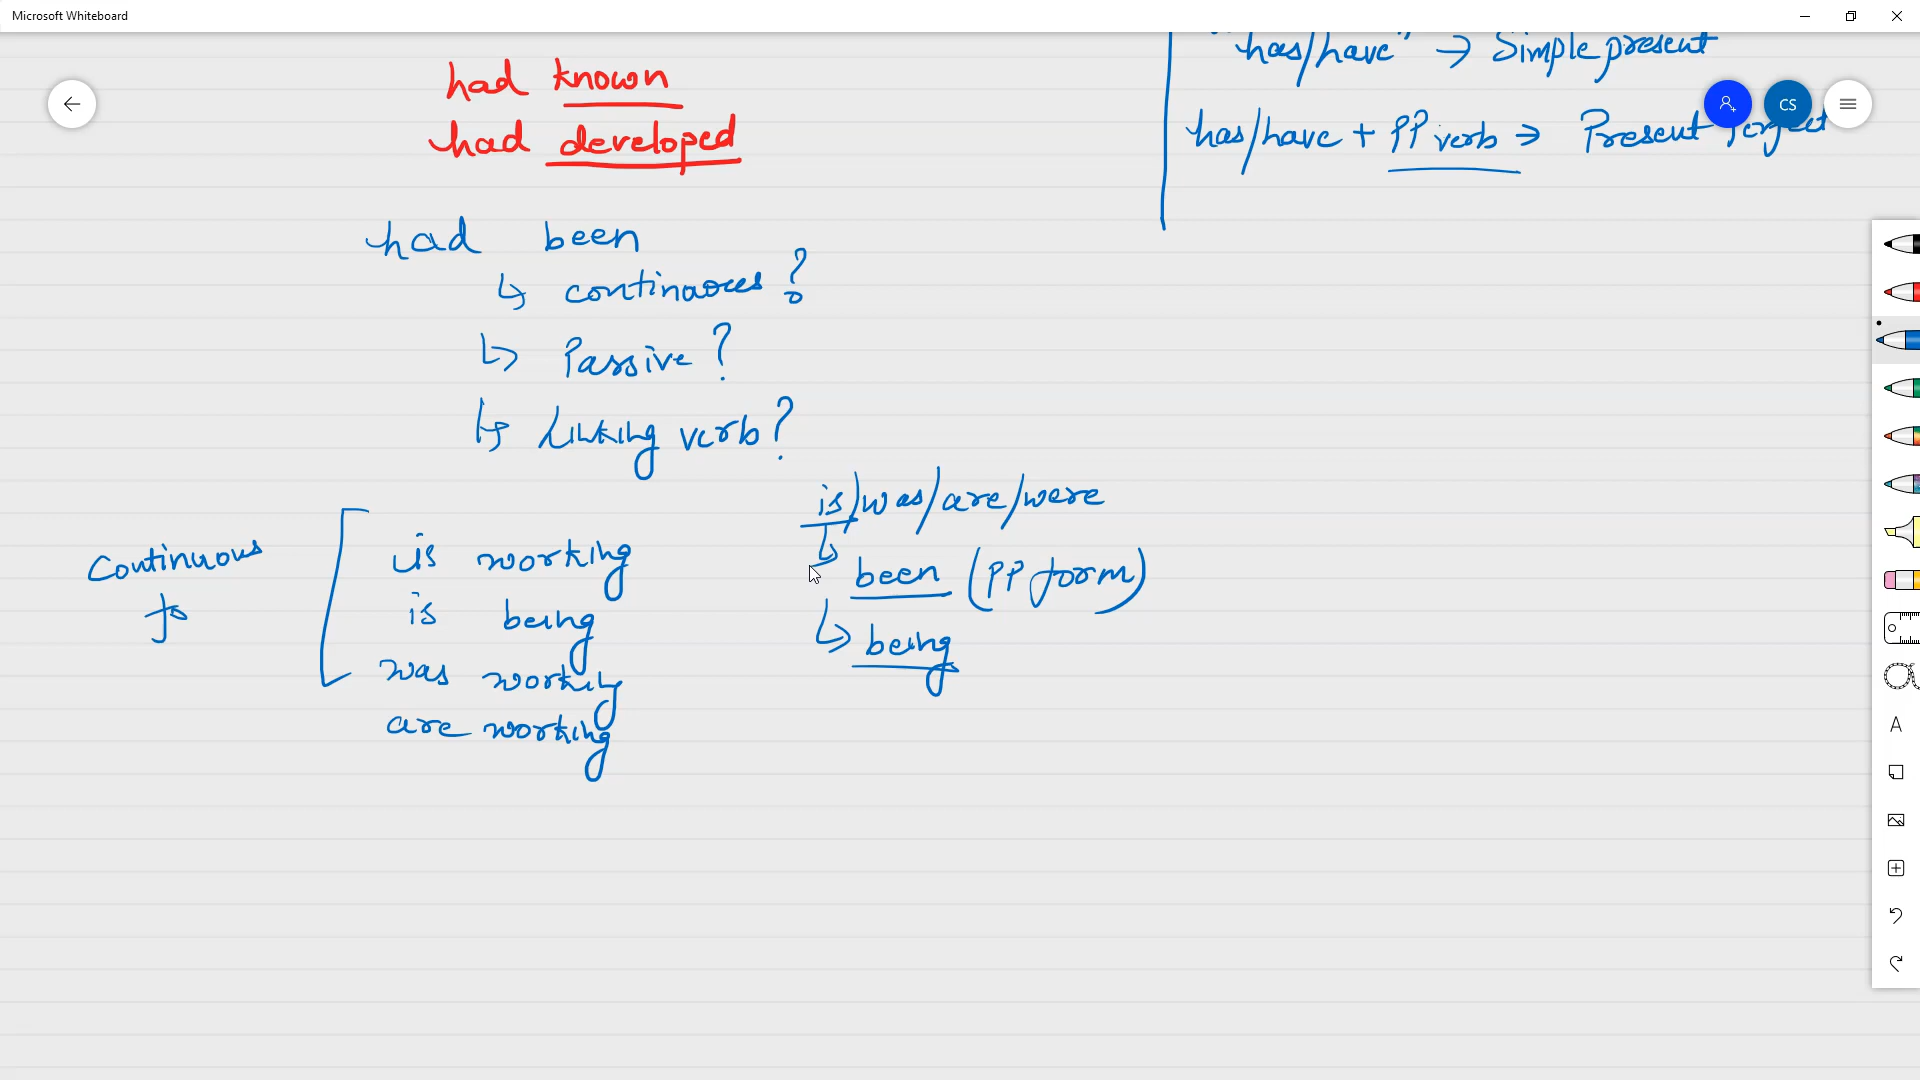 Microsoft Whiteboard
"has/have" → Simple present
has/have + PP verb → Present Perfect
CS
had known
had developed
had been
↳ continuous?
↳ Passive?
↳ Linking verb?
is/was/are/were
↳ been (PP form)
↳ being
Continuous
is working
is being
was working
are working
A